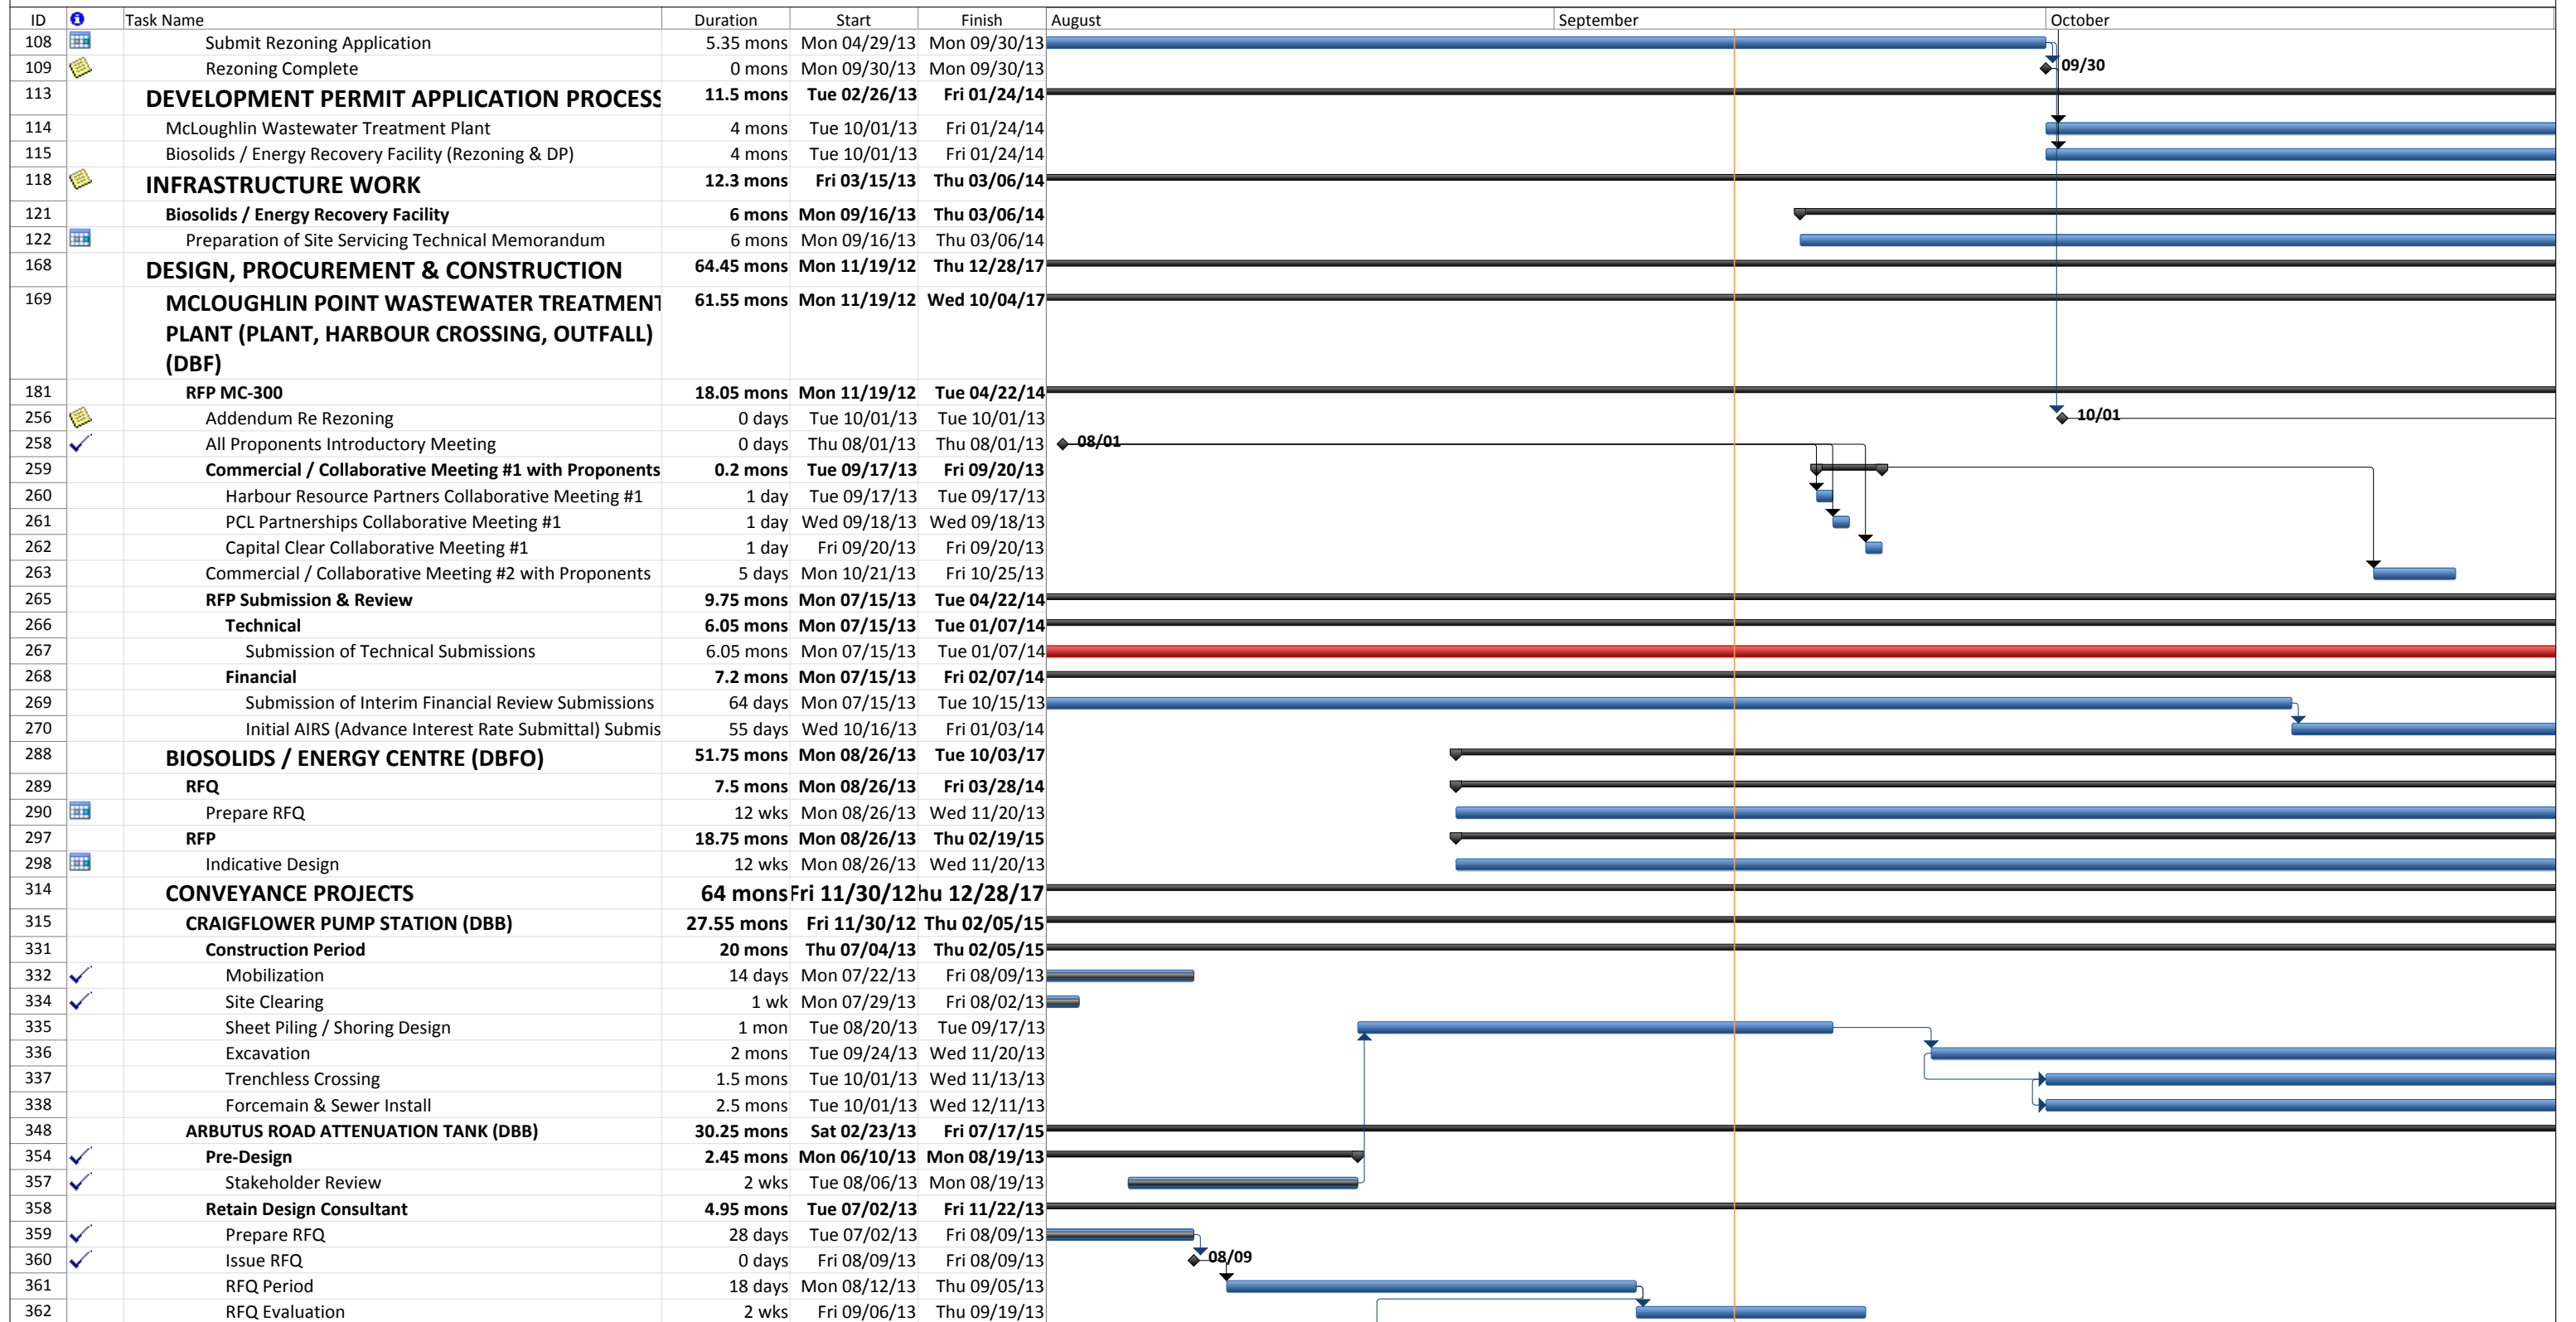 ID Task Name Duration Start Finish August September October
108 Submit Rezoning Application 5.35 mons Mon 04/29/13 Mon 09/30/13
109 Rezoning Complete 0 mons Mon 09/30/13 Mon 09/30/13 09/30
113 DEVELOPMENT PERMIT APPLICATION PROCESS 11.5 mons Tue 02/26/13 Fri 01/24/14
114 McLoughlin Wastewater Treatment Plant 4 mons Tue 10/01/13 Fri 01/24/14
115 Biosolids / Energy Recovery Facility (Rezoning & DP) 4 mons Tue 10/01/13 Fri 01/24/14
118 INFRASTRUCTURE WORK 12.3 mons Fri 03/15/13 Thu 03/06/14
121 Biosolids / Energy Recovery Facility 6 mons Mon 09/16/13 Thu 03/06/14
122 Preparation of Site Servicing Technical Memorandum 6 mons Mon 09/16/13 Thu 03/06/14
168 DESIGN, PROCUREMENT & CONSTRUCTION 64.45 mons Mon 11/19/12 Thu 12/28/17
169 MCLOUGHLIN POINT WASTEWATER TREATMENT 61.55 mons Mon 11/19/12 Wed 10/04/17
PLANT (PLANT, HARBOUR CROSSING, OUTFALL)
(DBF)
181 RFP MC-300 18.05 mons Mon 11/19/12 Tue 04/22/14
256 Addendum Re Rezoning 0 days Tue 10/01/13 Tue 10/01/13 10/01
258 All Proponents Introductory Meeting 0 days Thu 08/01/13 Thu 08/01/13 08/01
259 Commercial / Collaborative Meeting #1 with Proponents 0.2 mons Tue 09/17/13 Fri 09/20/13
260 Harbour Resource Partners Collaborative Meeting #1 1 day Tue 09/17/13 Tue 09/17/13
261 PCL Partnerships Collaborative Meeting #1 1 day Wed 09/18/13 Wed 09/18/13
262 Capital Clear Collaborative Meeting #1 1 day Fri 09/20/13 Fri 09/20/13
263 Commercial / Collaborative Meeting #2 with Proponents 5 days Mon 10/21/13 Fri 10/25/13
265 RFP Submission & Review 9.75 mons Mon 07/15/13 Tue 04/22/14
266 Technical 6.05 mons Mon 07/15/13 Tue 01/07/14
267 Submission of Technical Submissions 6.05 mons Mon 07/15/13 Tue 01/07/14
268 Financial 7.2 mons Mon 07/15/13 Fri 02/07/14
269 Submission of Interim Financial Review Submissions 64 days Mon 07/15/13 Tue 10/15/13
270 Initial AIRS (Advance Interest Rate Submittal) Submis 55 days Wed 10/16/13 Fri 01/03/14
288 BIOSOLIDS / ENERGY CENTRE (DBFO) 51.75 mons Mon 08/26/13 Tue 10/03/17
289 RFQ 7.5 mons Mon 08/26/13 Fri 03/28/14
290 Prepare RFQ 12 wks Mon 08/26/13 Wed 11/20/13
297 RFP 18.75 mons Mon 08/26/13 Thu 02/19/15
298 Indicative Design 12 wks Mon 08/26/13 Wed 11/20/13
314 CONVEYANCE PROJECTS 64 mons Fri 11/30/12 hu 12/28/17
315 CRAIGFLOWER PUMP STATION (DBB) 27.55 mons Fri 11/30/12 Thu 02/05/15
331 Construction Period 20 mons Thu 07/04/13 Thu 02/05/15
332 Mobilization 14 days Mon 07/22/13 Fri 08/09/13
334 Site Clearing 1 wk Mon 07/29/13 Fri 08/02/13
335 Sheet Piling / Shoring Design 1 mon Tue 08/20/13 Tue 09/17/13
336 Excavation 2 mons Tue 09/24/13 Wed 11/20/13
337 Trenchless Crossing 1.5 mons Tue 10/01/13 Wed 11/13/13
338 Forcemain & Sewer Install 2.5 mons Tue 10/01/13 Wed 12/11/13
348 ARBUTUS ROAD ATTENUATION TANK (DBB) 30.25 mons Sat 02/23/13 Fri 07/17/15
354 Pre-Design 2.45 mons Mon 06/10/13 Mon 08/19/13
357 Stakeholder Review 2 wks Tue 08/06/13 Mon 08/19/13
358 Retain Design Consultant 4.95 mons Tue 07/02/13 Fri 11/22/13
359 Prepare RFQ 28 days Tue 07/02/13 Fri 08/09/13
360 Issue RFQ 0 days Fri 08/09/13 Fri 08/09/13 08/09
361 RFQ Period 18 days Mon 08/12/13 Thu 09/05/13
362 RFQ Evaluation 2 wks Fri 09/06/13 Thu 09/19/13